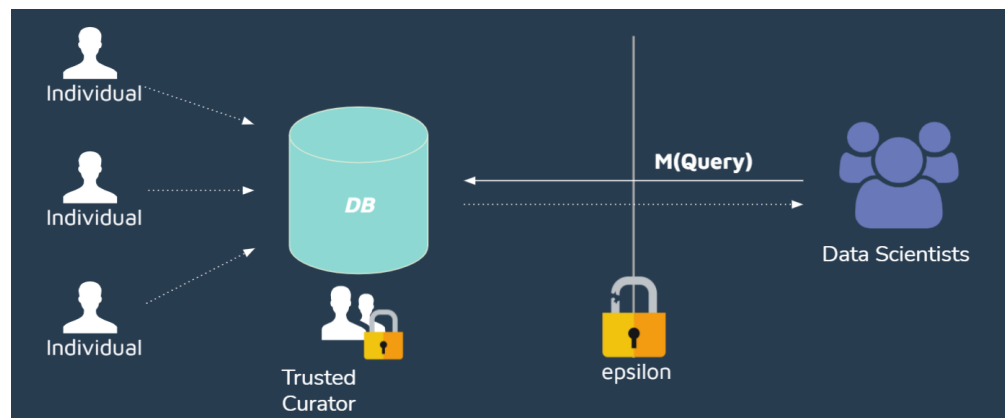 Individual
Individual
Individual
DB
Trusted
Curator
M(Query)
epsilon
Data Scientists